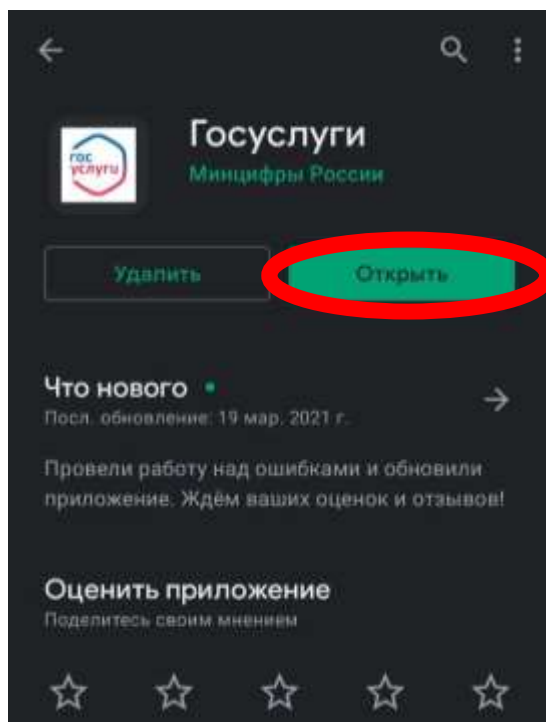 Госуслуги
гос
услуги
Минцифры России
Удалить
Открыть
Что нового
Посл. обновление: 19 мар. 2021 г.
Провели работу над ошибками и обновили
приложение. Ждём ваших оценок и отзывов!
Оценить приложение
Поделитесь своим мнением